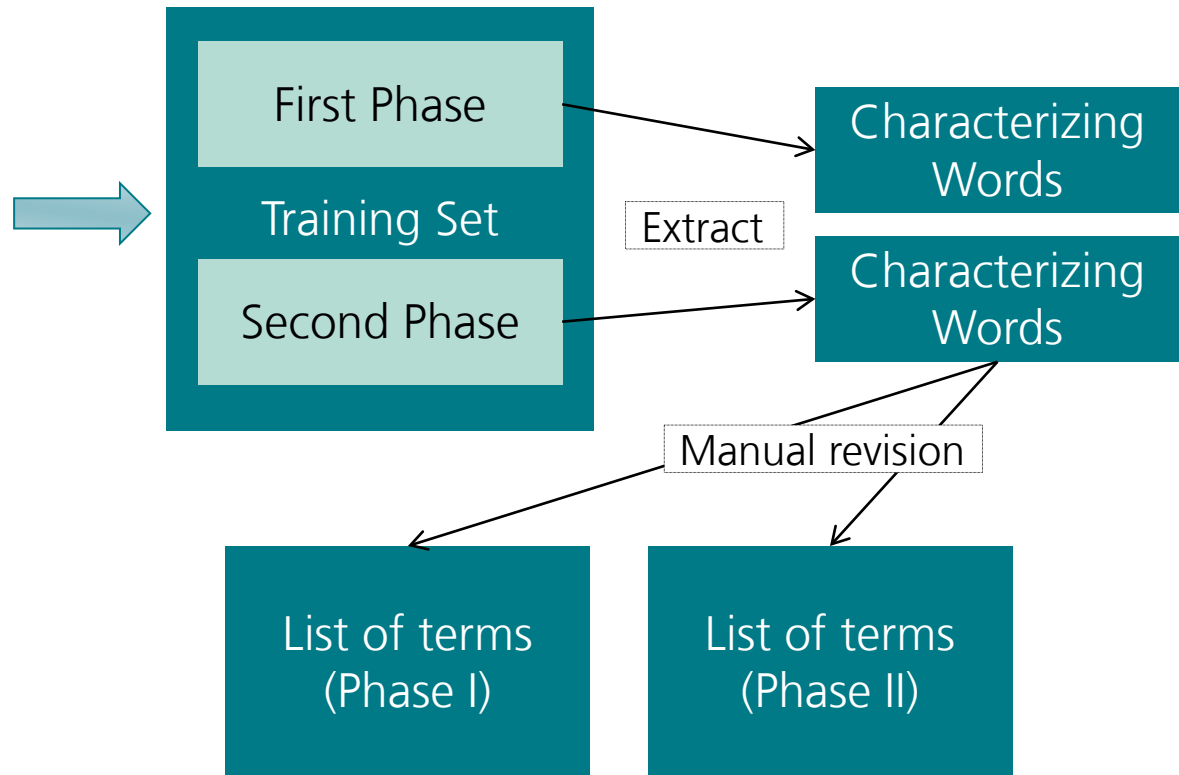 First Phase
Training Set
Second Phase
Extract
Characterizing
Words
Characterizing
Words
Manual revision
List of terms
(Phase I)
List of terms
(Phase II)